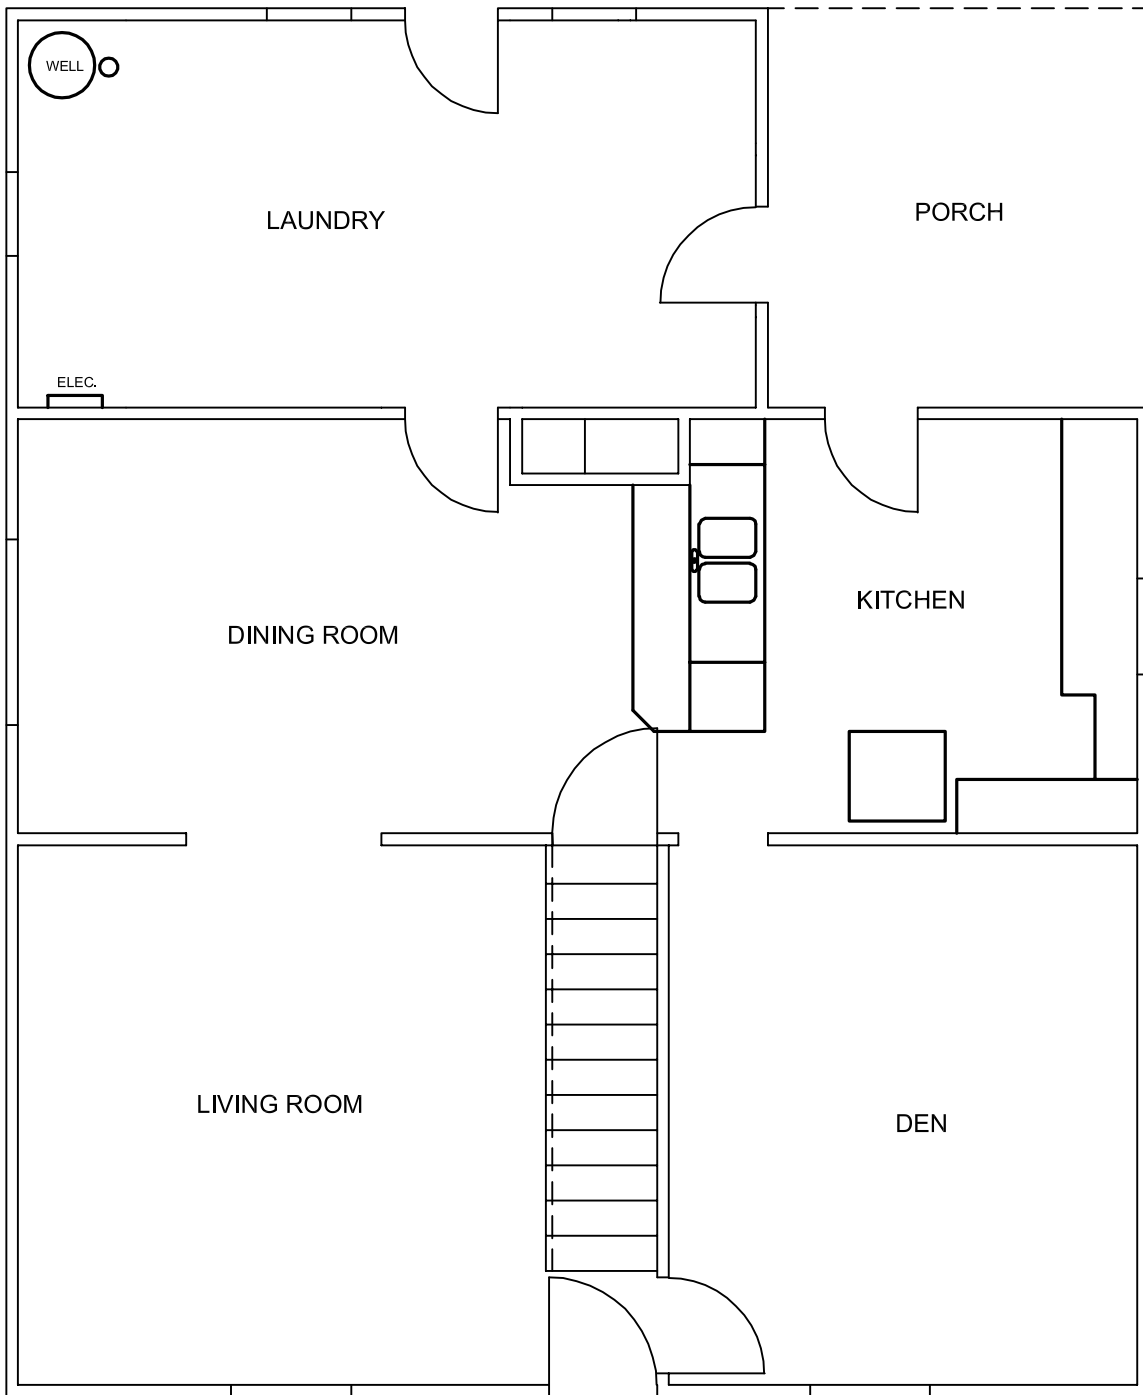 WELL
LAUNDRY
PORCH
ELEC.
KITCHEN
DINING ROOM
LIVING ROOM
DEN